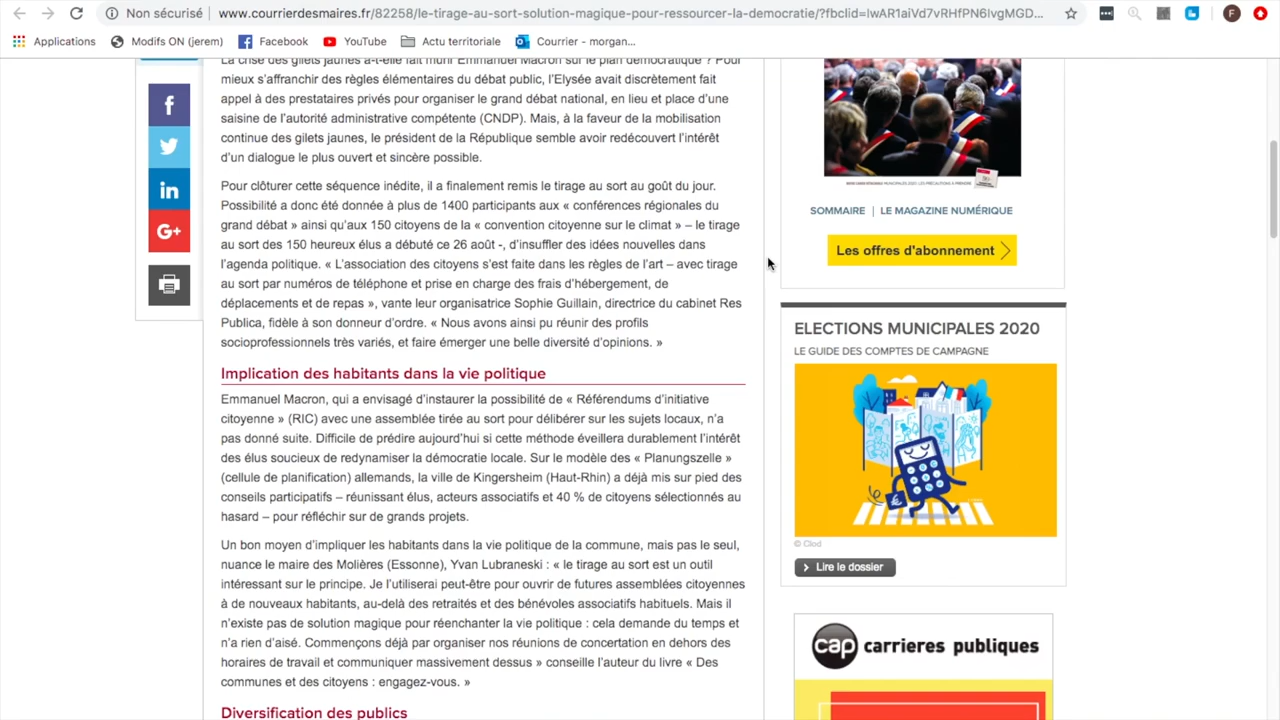 Non sécurisé
www.courrierdesmaires.fr/82258/le-tirage-au-sort-solution-magique-pour-ressourcer-la-democratie/?fbclid=IwAR1aiVd7vRHfPN6IvgMGD...
F
Applications
Modifs ON (jerem)
Facebook
YouTube
Actu territoriale
Courrier - morgan...
La crise des gilets jaunes a-t-elle fait mûrir Emmanuel Macron sur le plan démocratique ? Pour
mieux s'affranchir des règles élémentaires du débat public, l'Elysée avait discrètement fait
appel à des prestataires privés pour organiser le grand débat national, en lieu et place d'une
saisine de l'autorité administrative compétente (CNDP). Mais, à la faveur de la mobilisation
continue des gilets jaunes, le président de la République semble avoir redécouvert l'intérêt
d'un dialogue le plus ouvert et sincère possible.
Pour clôturer cette séquence inédite, il a finalement remis le tirage au sort au goût du jour.
Possibilité a donc été donnée à plus de 1400 participants aux « conférences régionales du
grand débat » ainsi qu'aux 150 citoyens de la « convention citoyenne sur le climat » – le tirage
au sort des 150 heureux élus a débuté ce 26 août -, d'insuffler des idées nouvelles dans
l'agenda politique. « L'association des citoyens s'est faite dans les règles de l'art – avec tirage
au sort par numéros de téléphone et prise en charge des frais d'hébergement, de
déplacements et de repas », vante leur organisatrice Sophie Guillain, directrice du cabinet Res
Publica, fidèle à son donneur d'ordre. « Nous avons ainsi pu réunir des profils
socioprofessionnels très variés, et faire émerger une belle diversité d'opinions. »
Implication des habitants dans la vie politique
Emmanuel Macron, qui a envisagé d'instaurer la possibilité de « Référendums d'initiative
citoyenne » (RIC) avec une assemblée tirée au sort pour délibérer sur les sujets locaux, n'a
pas donné suite. Difficile de prédire aujourd'hui si cette méthode éveillera durablement l'intérêt
des élus soucieux de redynamiser la démocratie locale. Sur le modèle des « Planungszelle »
(cellule de planification) allemands, la ville de Kingersheim (Haut-Rhin) a déjà mis sur pied des
conseils participatifs – réunissant élus, acteurs associatifs et 40 % de citoyens sélectionnés au
hasard – pour réfléchir sur de grands projets.
Un bon moyen d'impliquer les habitants dans la vie politique de la commune, mais pas le seul,
nuance le maire des Molières (Essonne), Yvan Lubraneski : « le tirage au sort est un outil
intéressant sur le principe. Je l'utiliserai peut-être pour ouvrir de futures assemblées citoyennes
à de nouveaux habitants, au-delà des retraités et des bénévoles associatifs habituels. Mais il
n'existe pas de solution magique pour réenchanter la vie politique : cela demande du temps et
n'a rien d'aisé. Commençons déjà par organiser nos réunions de concertation en dehors des
horaires de travail et communiquer massivement dessus » conseille l'auteur du livre « Des
communes et des citoyens : engagez-vous. »
Diversification des publics
f
in
G+
SOMMAIRE | LE MAGAZINE NUMÉRIQUE
Les offres d'abonnement
ELECTIONS MUNICIPALES 2020
LE GUIDE DES COMPTES DE CAMPAGNE
© Clod
Lire le dossier
cap carrieres publiques